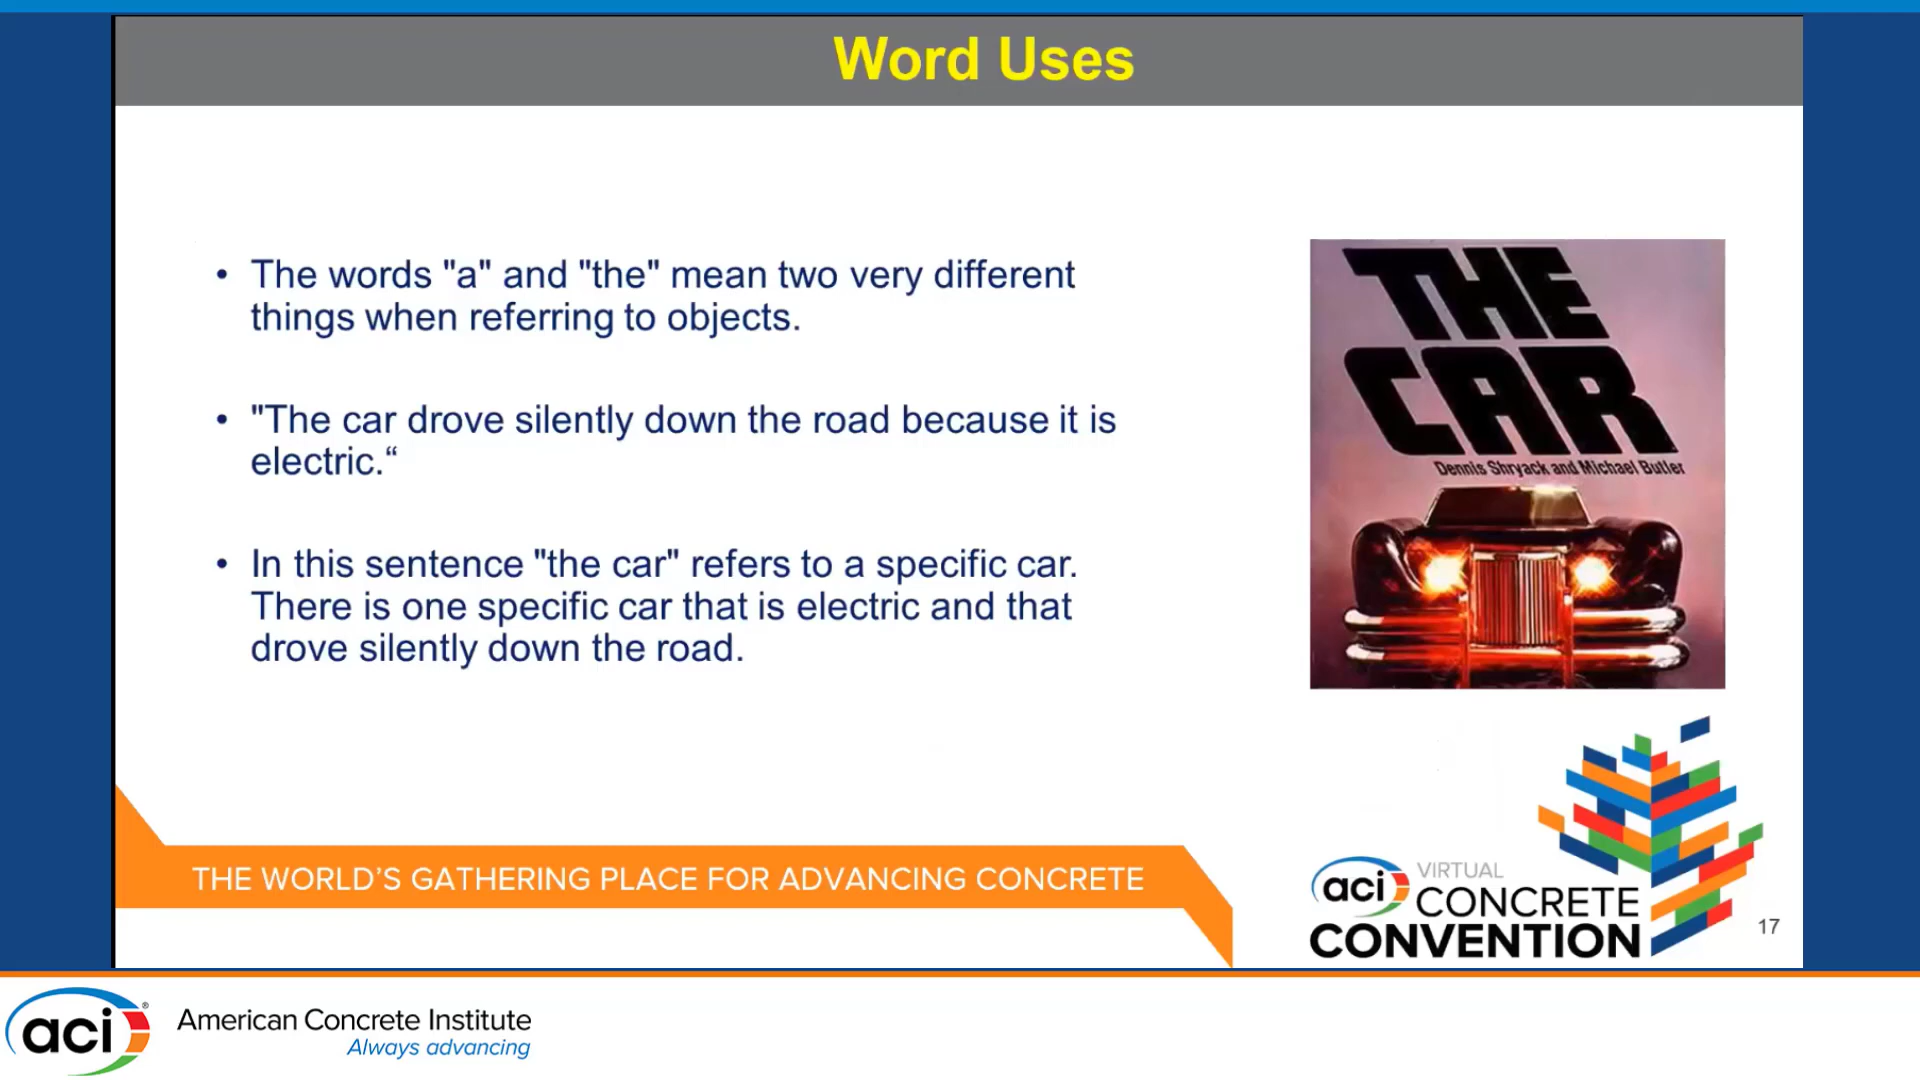 Word Uses
• The words "a" and "the" mean two very different
things when referring to objects.
• "The car drove silently down the road because it is
electric.“
• In this sentence "the car" refers to a specific car.
There is one specific car that is electric and that
drove silently down the road.
THE
CAR
Dennis Shryack and Michael Butler
THE WORLD’S GATHERING PLACE FOR ADVANCING CONCRETE
aci VIRTUAL
CONCRETE
CONVENTION
17
aci®
American Concrete Institute
Always advancing